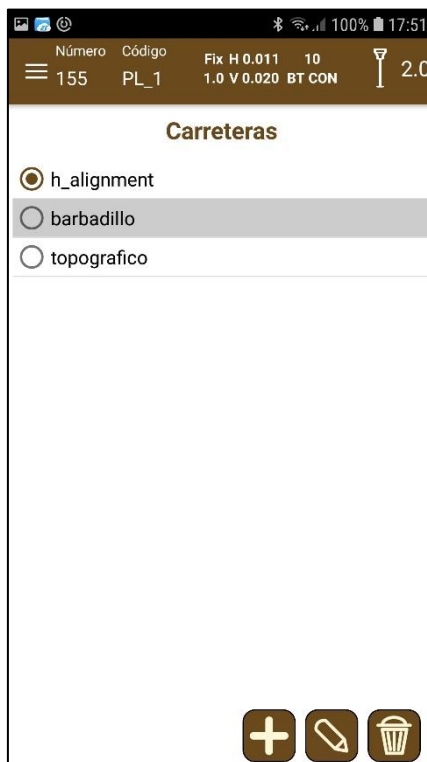 100% 17:51
Número Código
155 PL_1
Fix H 0.011 10
1.0 V 0.020 BT CON
2.0
Carreteras
h_alignment
barbadillo
topografico